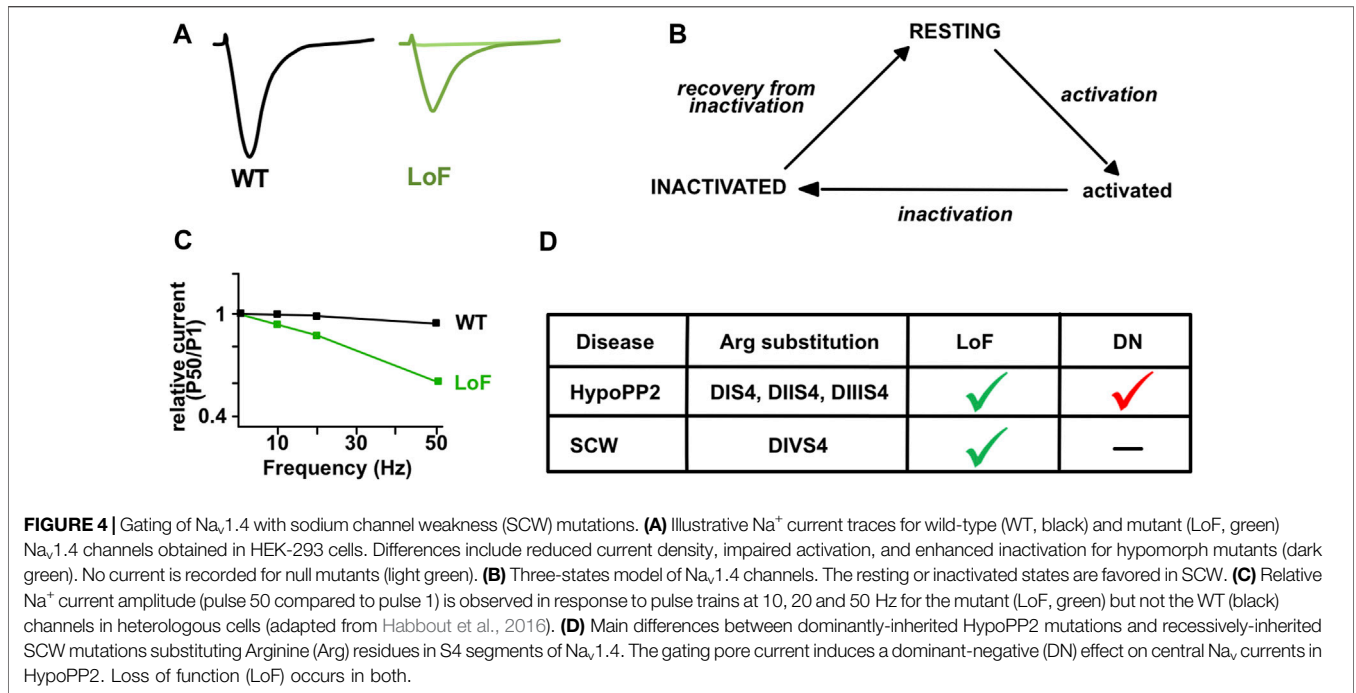 A
WT
LoF
B
RESTING
recovery from
inactivation
activation
INACTIVATED
activated
inactivation
C
relative current
(P50/P1)
1
0.4
WT
LoF
10
30
50
Frequency (Hz)
D
Disease Arg substitution LoF DN
HypoPP2 DIS4, DIIS4, DIIIS4 ✓ ✓
SCW DIVS4 ✓ —
FIGURE 4 | Gating of Nav1.4 with sodium channel weakness (SCW) mutations. (A) Illustrative Na+ current traces for wild-type (WT, black) and mutant (LoF, green)
Nav1.4 channels obtained in HEK-293 cells. Differences include reduced current density, impaired activation, and enhanced inactivation for hypomorph mutants (dark
green). No current is recorded for null mutants (light green). (B) Three-states model of Nav1.4 channels. The resting or inactivated states are favored in SCW. (C) Relative
Na+ current amplitude (pulse 50 compared to pulse 1) is observed in response to pulse trains at 10, 20 and 50 Hz for the mutant (LoF, green) but not the WT (black)
channels in heterologous cells (adapted from Habbout et al., 2016). (D) Main differences between dominantly-inherited HypoPP2 mutations and recessively-inherited
SCW mutations substituting Arginine (Arg) residues in S4 segments of Nav1.4. The gating pore current induces a dominant-negative (DN) effect on central Nav currents in
HypoPP2. Loss of function (LoF) occurs in both.